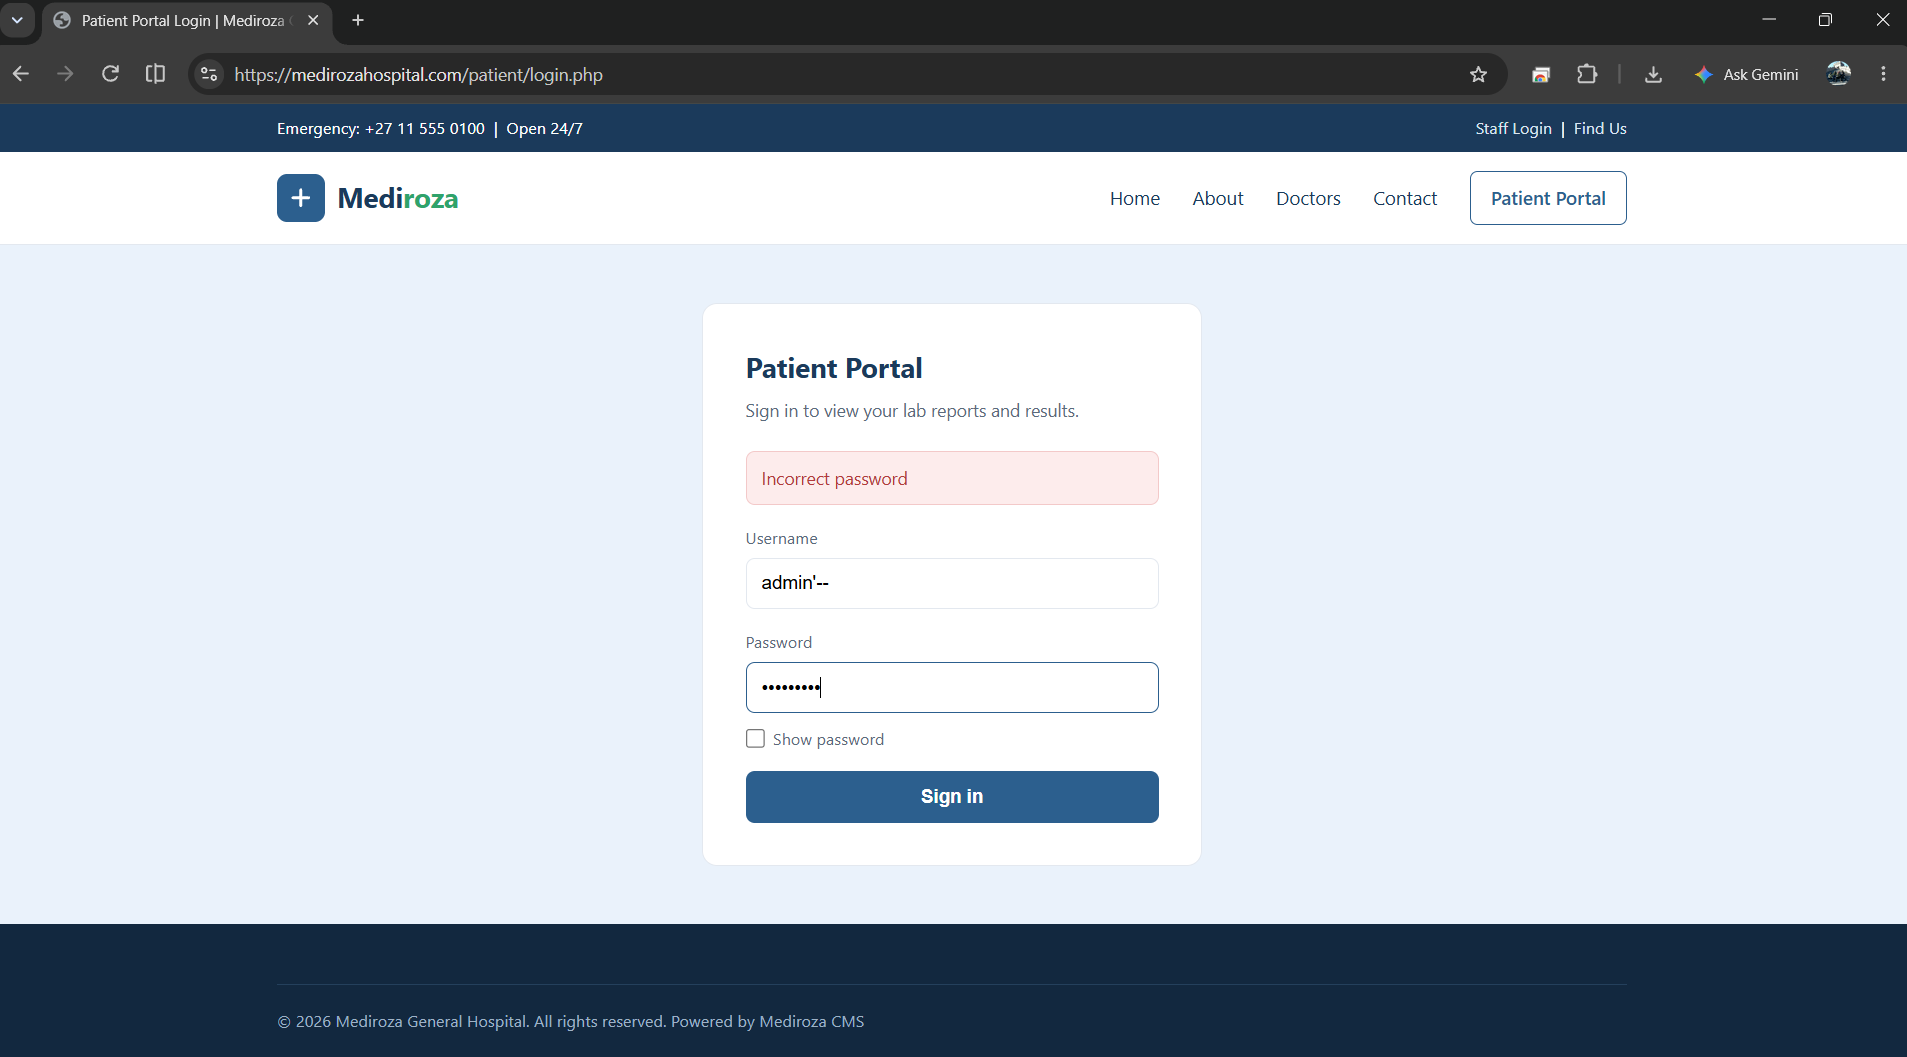 Patient Portal Login | Mediroza
https://medirozahospital.com/patient/login.php
Ask Gemini
Emergency: +27 11 555 0100 | Open 24/7
Staff Login | Find Us
Mediroza
Home About Doctors Contact Patient Portal
Patient Portal
Sign in to view your lab reports and results.
Incorrect password
Username
admin'--
Password
•••••••••
Show password
Sign in
© 2026 Mediroza General Hospital. All rights reserved. Powered by Mediroza CMS